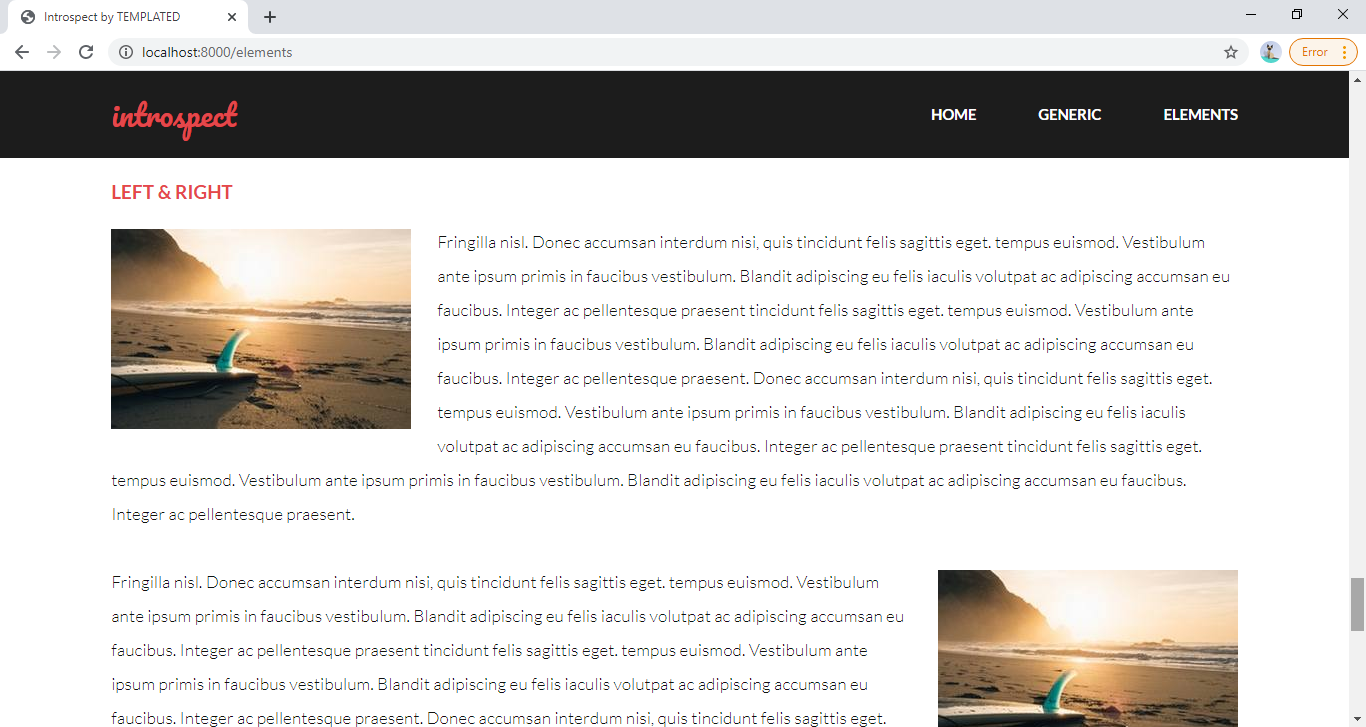 Introspect by TEMPLATED
localhost:8000/elements
Error
introspect
HOME
GENERIC
ELEMENTS
LEFT & RIGHT
Fringilla nisl. Donec accumsan interdum nisi, quis tincidunt felis sagittis eget. tempus euismod. Vestibulum
ante ipsum primis in faucibus vestibulum. Blandit adipiscing eu felis iaculis volutpat ac adipiscing accumsan eu
faucibus. Integer ac pellentesque praesent tincidunt felis sagittis eget. tempus euismod. Vestibulum ante
ipsum primis in faucibus vestibulum. Blandit adipiscing eu felis iaculis volutpat ac adipiscing accumsan eu
faucibus. Integer ac pellentesque praesent. Donec accumsan interdum nisi, quis tincidunt felis sagittis eget.
tempus euismod. Vestibulum ante ipsum primis in faucibus vestibulum. Blandit adipiscing eu felis iaculis
volutpat ac adipiscing accumsan eu faucibus. Integer ac pellentesque praesent tincidunt felis sagittis eget.
tempus euismod. Vestibulum ante ipsum primis in faucibus vestibulum. Blandit adipiscing eu felis iaculis volutpat ac adipiscing accumsan eu faucibus.
Integer ac pellentesque praesent.
Fringilla nisl. Donec accumsan interdum nisi, quis tincidunt felis sagittis eget. tempus euismod. Vestibulum
ante ipsum primis in faucibus vestibulum. Blandit adipiscing eu felis iaculis volutpat ac adipiscing accumsan eu
faucibus. Integer ac pellentesque praesent tincidunt felis sagittis eget. tempus euismod. Vestibulum ante
ipsum primis in faucibus vestibulum. Blandit adipiscing eu felis iaculis volutpat ac adipiscing accumsan eu
faucibus. Integer ac pellentesque praesent. Donec accumsan interdum nisi, quis tincidunt felis sagittis eget.